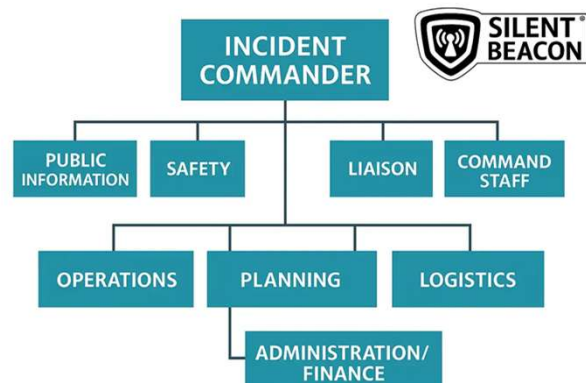 INCIDENT
COMMANDER
SILENT
BEACON®
PUBLIC
INFORMATION
SAFETY
LIAISON
COMMAND
STAFF
OPERATIONS
PLANNING
LOGISTICS
ADMINISTRATION/
FINANCE